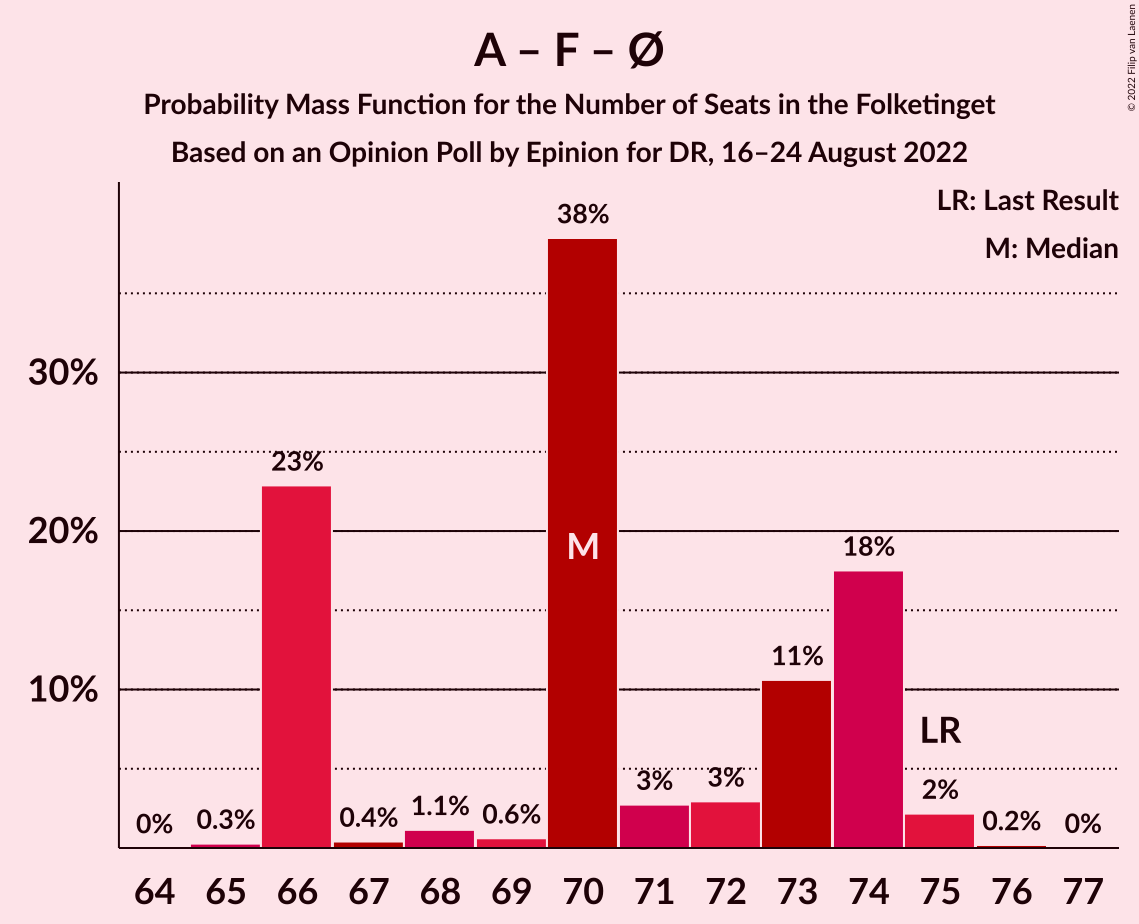 A – F – Ø
Probability Mass Function for the Number of Seats in the Folketinget
Based on an Opinion Poll by Epinion for DR, 16–24 August 2022
© 2022 Filip van Laenen
LR: Last Result
M: Median
38%
30%
23%
20%
M
18%
11%
10%
LR
3%
3%
2%
0%
0.3%
0.4%
1.1%
0.6%
0.2%
0%
64 65 66 67 68 69 70 71 72 73 74 75 76 77